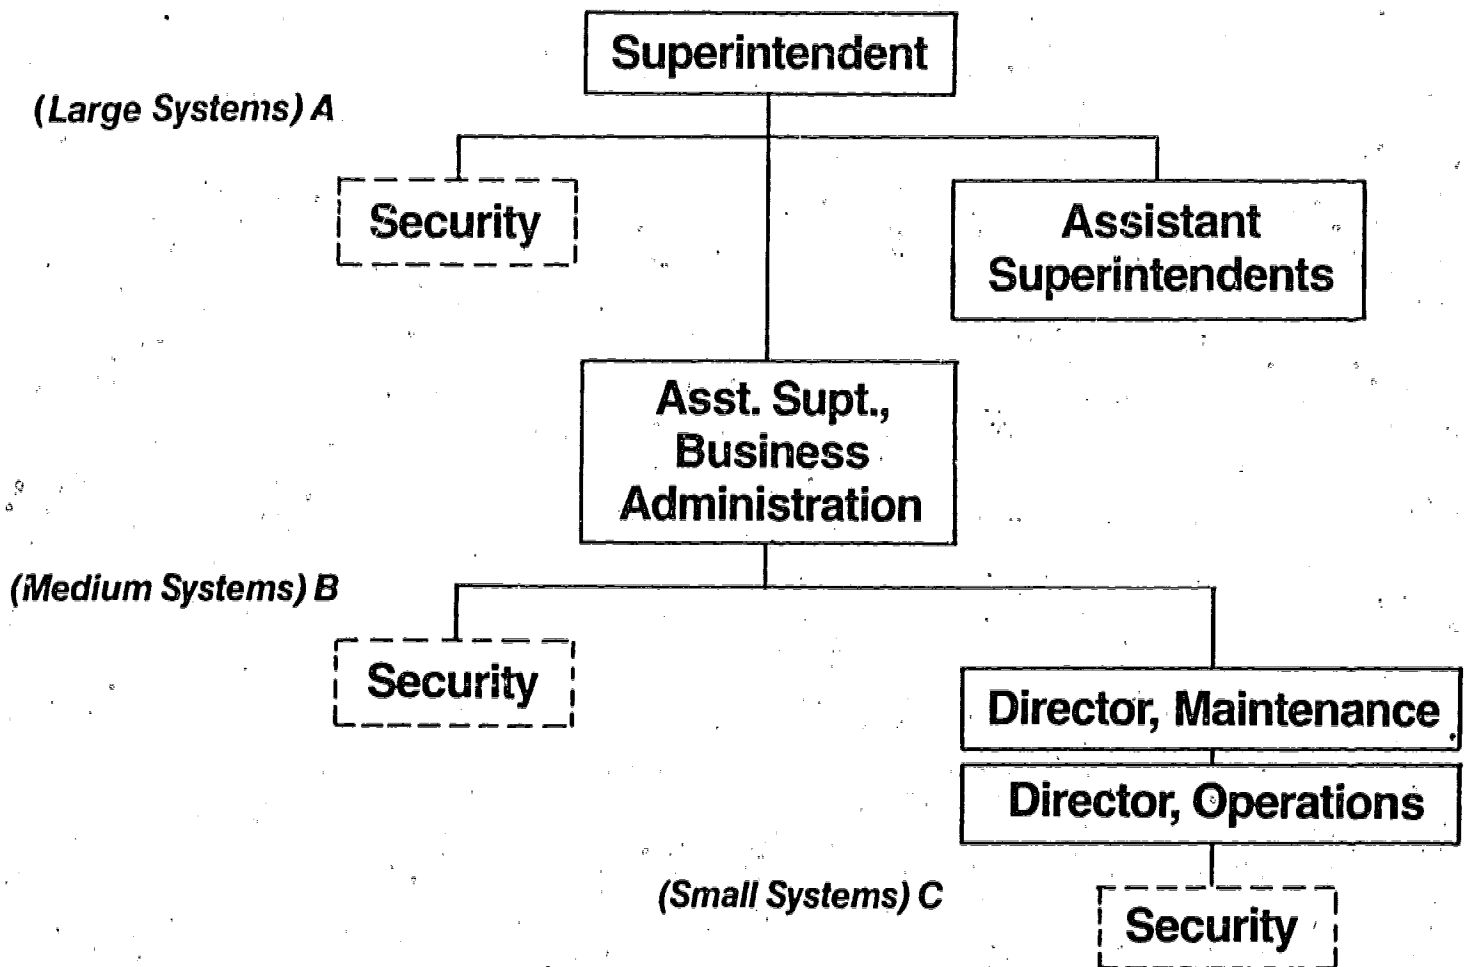 Superintendent
(Large Systems) A
Security
Assistant
Superintendents
Asst. Supt.,
Business
Administration
(Medium Systems) B
Security
Director, Maintenance
Director, Operations
(Small Systems) C
Security